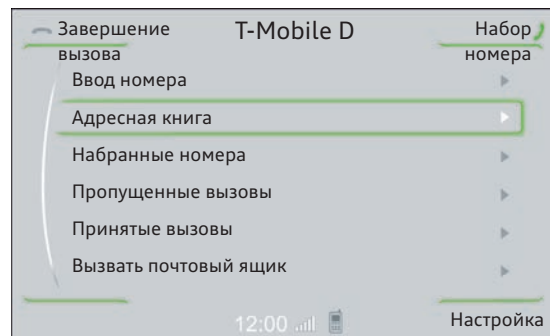 Завершение вызова
T-Mobile D
Набор номера
Ввод номера
Адресная книга
Набранные номера
Пропущенные вызовы
Принятые вызовы
Вызвать почтовый ящик
12:00
Настройка